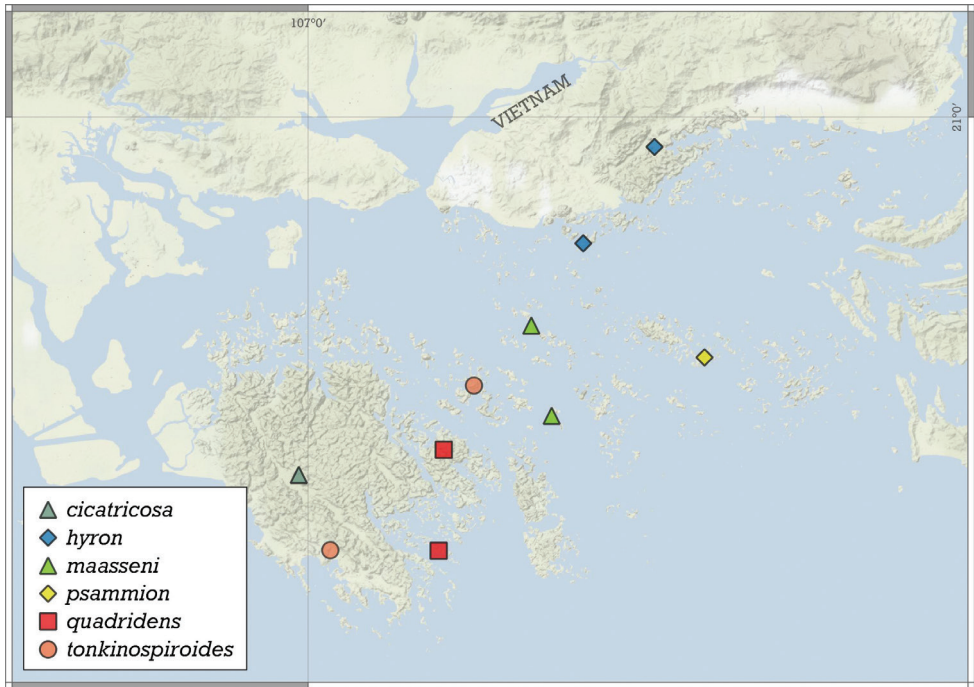 107°0′
VIETNAM
21°0′
cicatricosa
hyron
maasseni
psammion
quadridens
tonkinospiroides